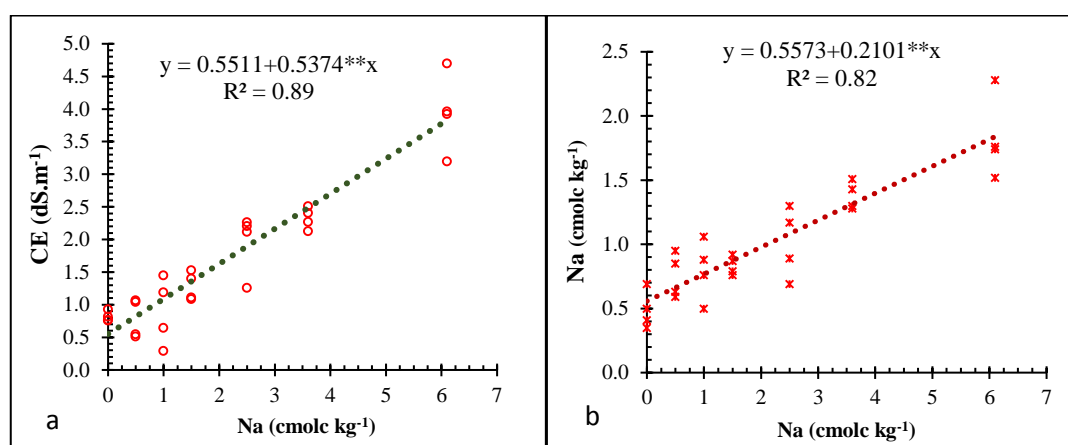 y = 0.5511+0.5374**x
R² = 0.89
CE (dS.m⁻¹)
5.0
4.5
4.0
3.5
3.0
2.5
2.0
1.5
1.0
0.5
0.0
0 1 2 3 4 5 6 7
Na (cmolc kg⁻¹)
a
y = 0.5573+0.2101**x
R² = 0.82
Na (cmolc kg⁻¹)
2.5
2.0
1.5
1.0
0.5
0.0
0 1 2 3 4 5 6 7
Na (cmolc kg⁻¹)
b